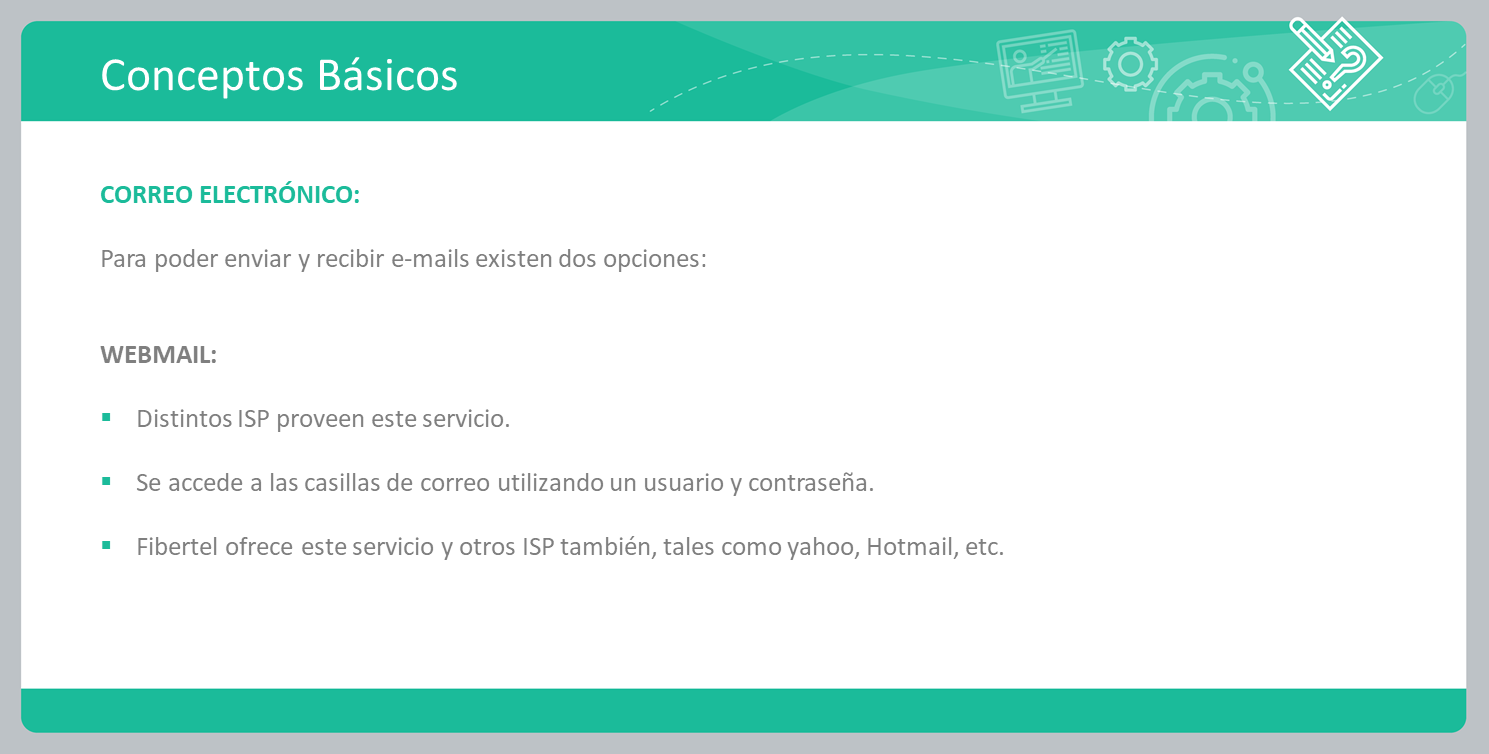 Conceptos Básicos
CORREO ELECTRÓNICO:
Para poder enviar y recibir e-mails existen dos opciones:
WEBMAIL:
▪ Distintos ISP proveen este servicio.
▪ Se accede a las casillas de correo utilizando un usuario y contraseña.
▪ Fibertel ofrece este servicio y otros ISP también, tales como yahoo, Hotmail, etc.